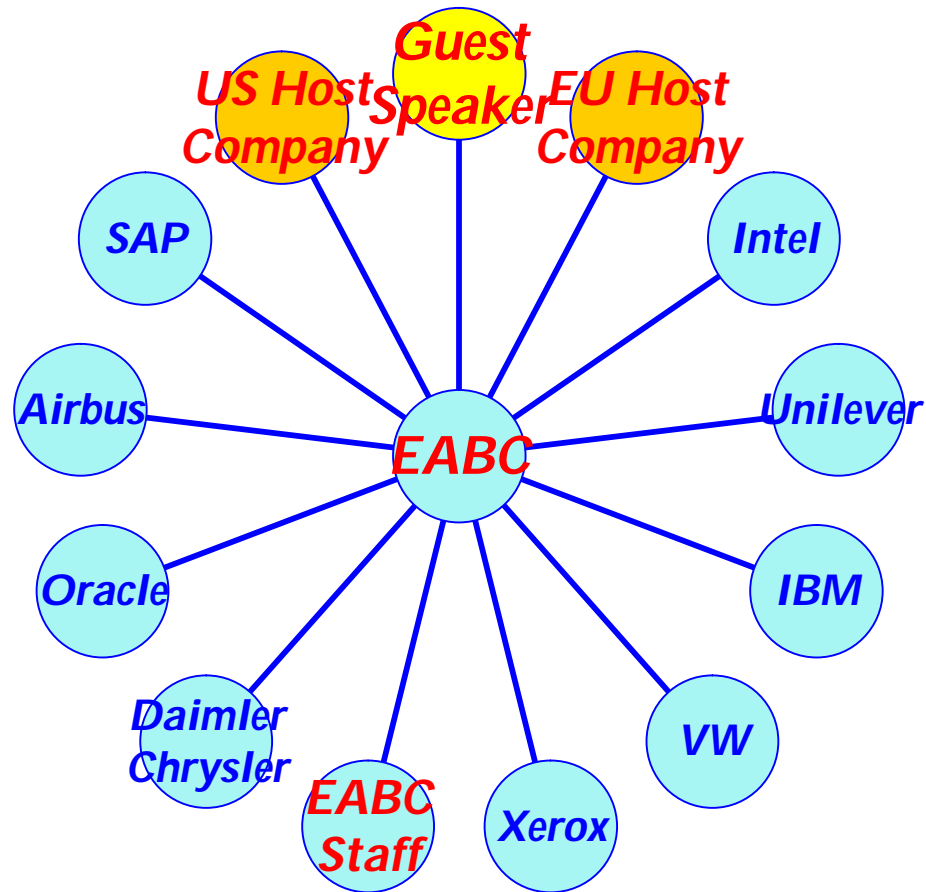 Guest
Speaker
US Host
Company
EU Host
Company
SAP
Intel
Airbus
Unilever
EABC
Oracle
IBM
Daimler
Chrysler
VW
EABC
Staff
Xerox